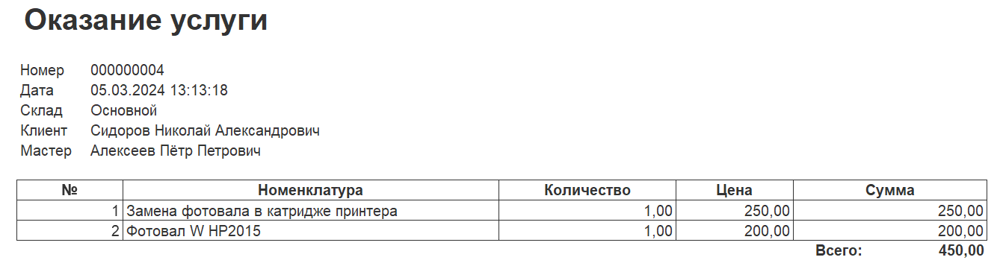 Оказание услуги
Номер 000000004
Дата 05.03.2024 13:13:18
Склад Основной
Клиент Сидоров Николай Александрович
Мастер Алексеев Пётр Петрович
№ Номенклатура Количество Цена Сумма
1 Замена фотовала в катридже принтера 1,00 250,00 250,00
2 Фотовал W HP2015 1,00 200,00 200,00
Всего: 450,00